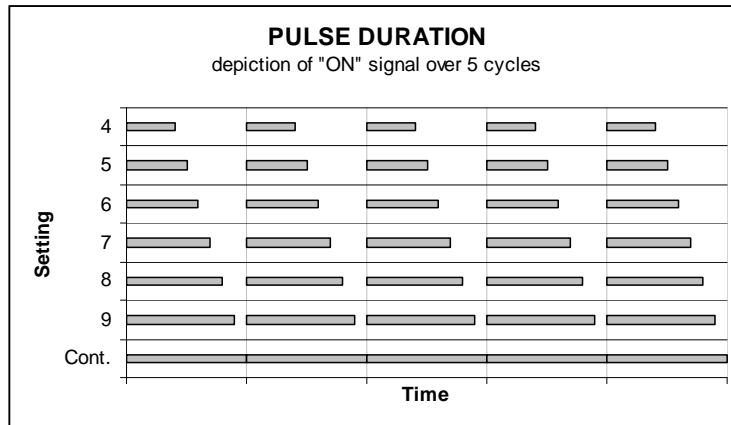 PULSE DURATION
depiction of "ON" signal over 5 cycles
Setting
4
5
6
7
8
9
Cont.
Time